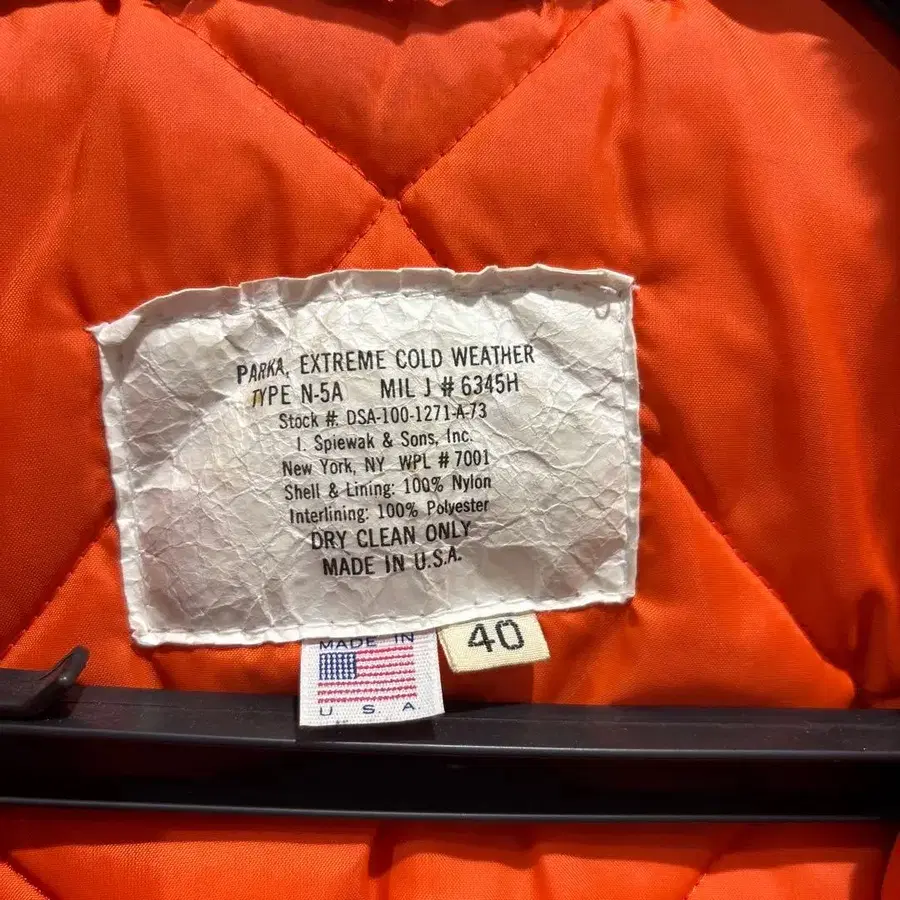 PARKA, EXTREME COLD WEATHER
TYPE N-5A MIL J # 6345H
Stock #: DSA-100-1271-A-73
I. Spiewak & Sons, Inc.
New York, NY WPL # 7001
Shell & Lining: 100% Nylon
Interlining: 100% Polyester
DRY CLEAN ONLY
MADE IN U.S.A.
MADE IN
U S. A
40